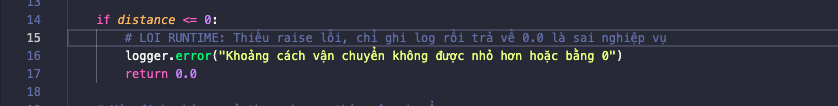 14 if distance <= 0:
15 # LOI RUNTIME: Thiếu raise lỗi, chỉ ghi log rồi trả về 0.0 là sai nghiệp vụ
16 logger.error("Khoảng cách vận chuyển không được nhỏ hơn hoặc bằng 0")
17 return 0.0
18